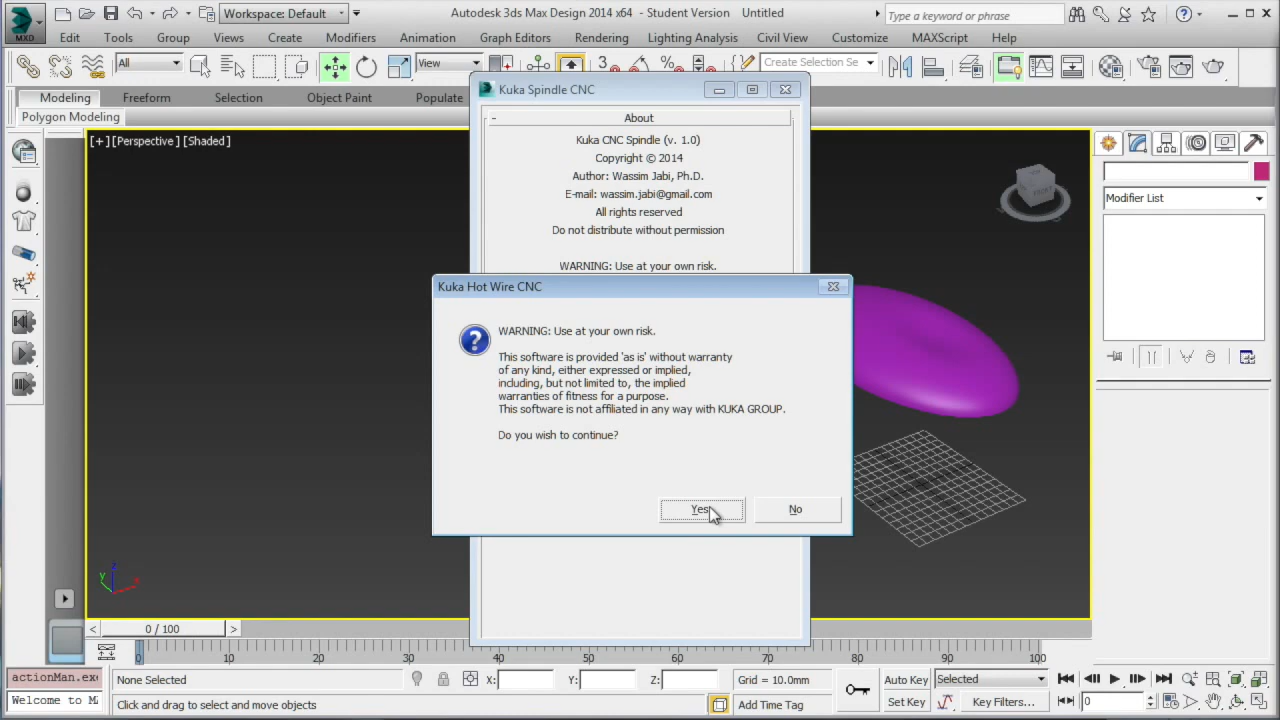 Workspace: Default
Autodesk 3ds Max Design 2014 x64 - Student Version Untitled
Type a keyword or phrase
MXD
Edit Tools Group Views Create Modifiers Animation Graph Editors Rendering Lighting Analysis Civil View Customize MAXScript Help
All
View
3
%
Create Selection Se
Modeling Freeform Selection Object Paint Populate
Polygon Modeling
Kuka Spindle CNC
[+] [Perspective] [Shaded]
- About
Kuka CNC Spindle (v. 1.0)
Copyright © 2014
Author: Wassim Jabi, Ph.D.
E-mail: wassim.jabi@gmail.com
All rights reserved
Do not distribute without permission
WARNING: Use at your own risk.
TOP
FRONT
Modifier List
Kuka Hot Wire CNC
WARNING: Use at your own risk.
This software is provided 'as is' without warranty
of any kind, either expressed or implied,
including, but not limited to, the implied
warranties of fitness for a purpose.
This software is not affiliated in any way with KUKA GROUP.
Do you wish to continue?
Yes No
z
y
x
< 0 / 100 >
0 10 20 30 40 50 60 70 80 90 100
actionMan.exe
None Selected
X: Y: Z:
Grid = 10.0mm
Auto Key
Selected
Welcome to M
Click and drag to select and move objects
Add Time Tag
Set Key
Key Filters...
0